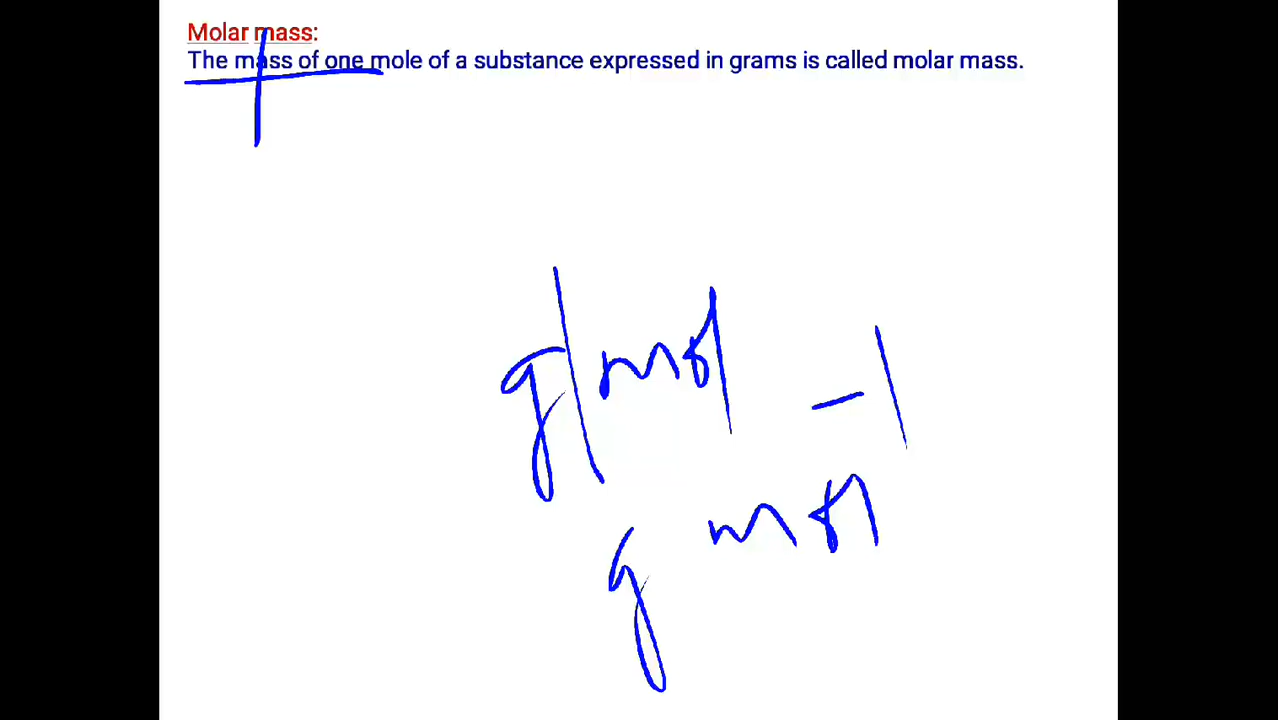 Molar mass:
The mass of one mole of a substance expressed in grams is called molar mass.
g/mol
g mol -1